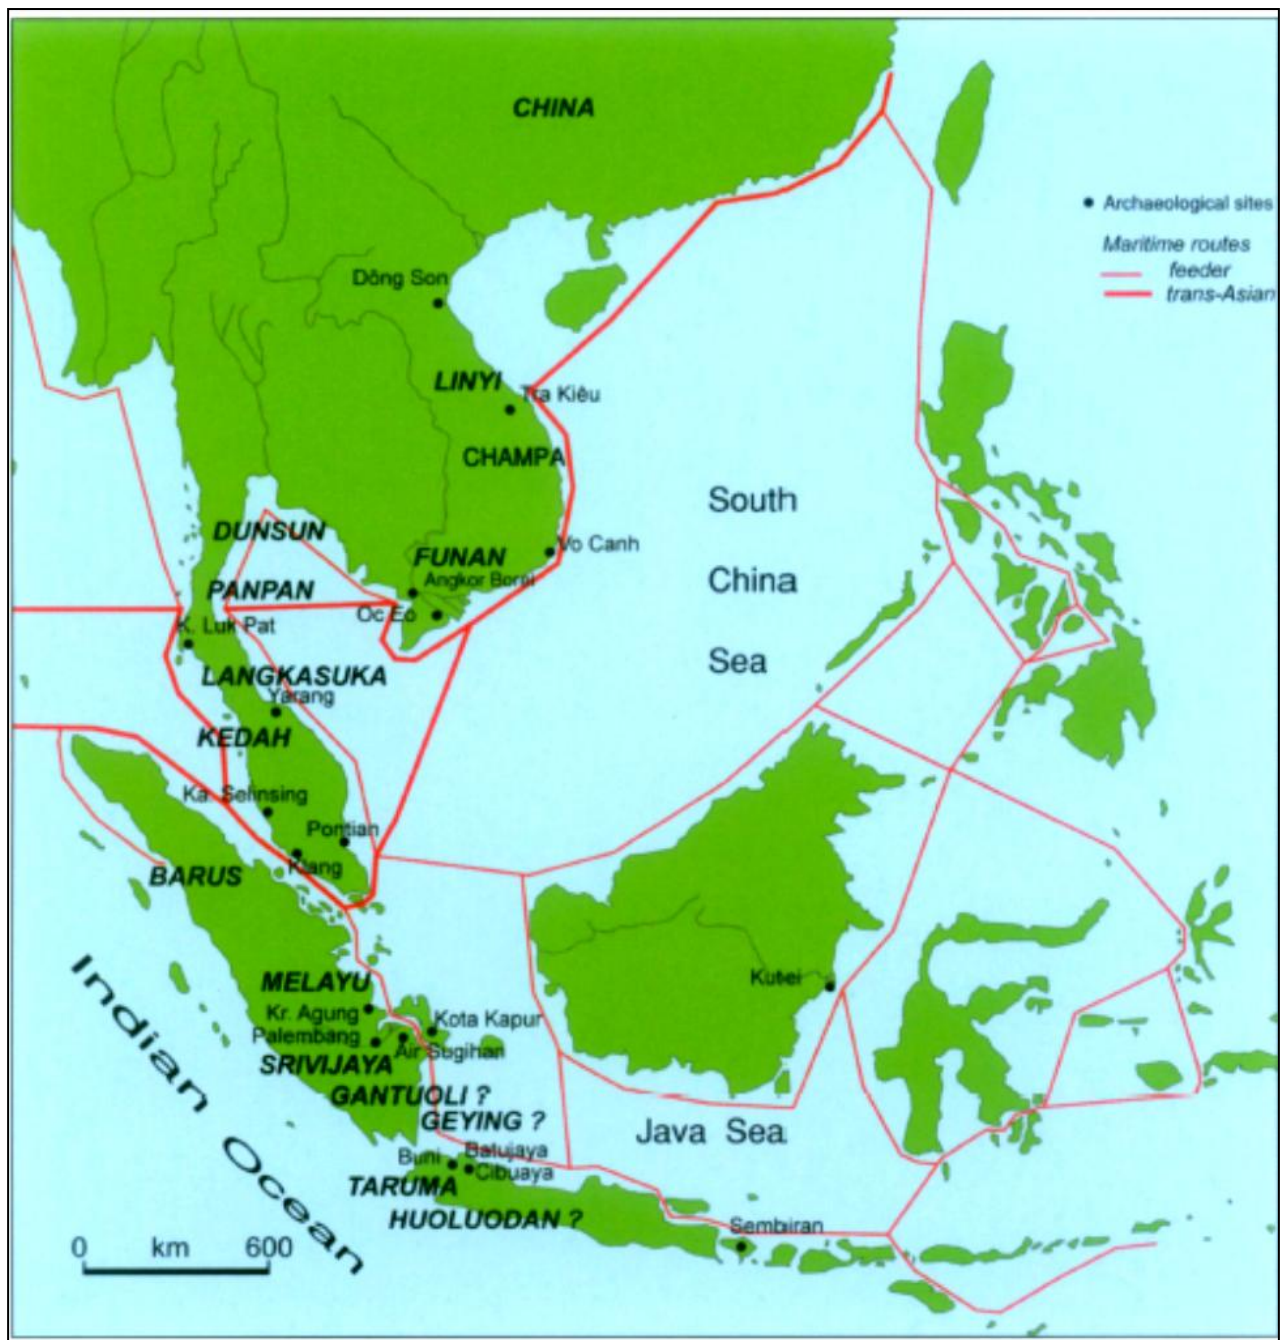 CHINA
Archaeological sites
Maritime routes
feeder
trans-Asian
Dông Son
LINYI
Tra Kiêu
CHAMPA
South
China
Sea
DUNSUN
FUNAN
Vo Canh
Angkor Borei
PANPAN
Oc Eo
K. Luk Pat
LANGKASUKA
Yarang
KEDAH
Ka. Selinsing
Pontian
Klang
BARUS
Indian Ocean
MELAYU
Kutei
Kr. Agung
Kota Kapur
Palembang
Air Sugihan
SRIVIJAYA
GANTUOLI ?
GEYING ?
Java Sea
Buni
Batujaya
Cibuaya
TARUMA
HUOLUODAN ?
Sembiran
0 km 600